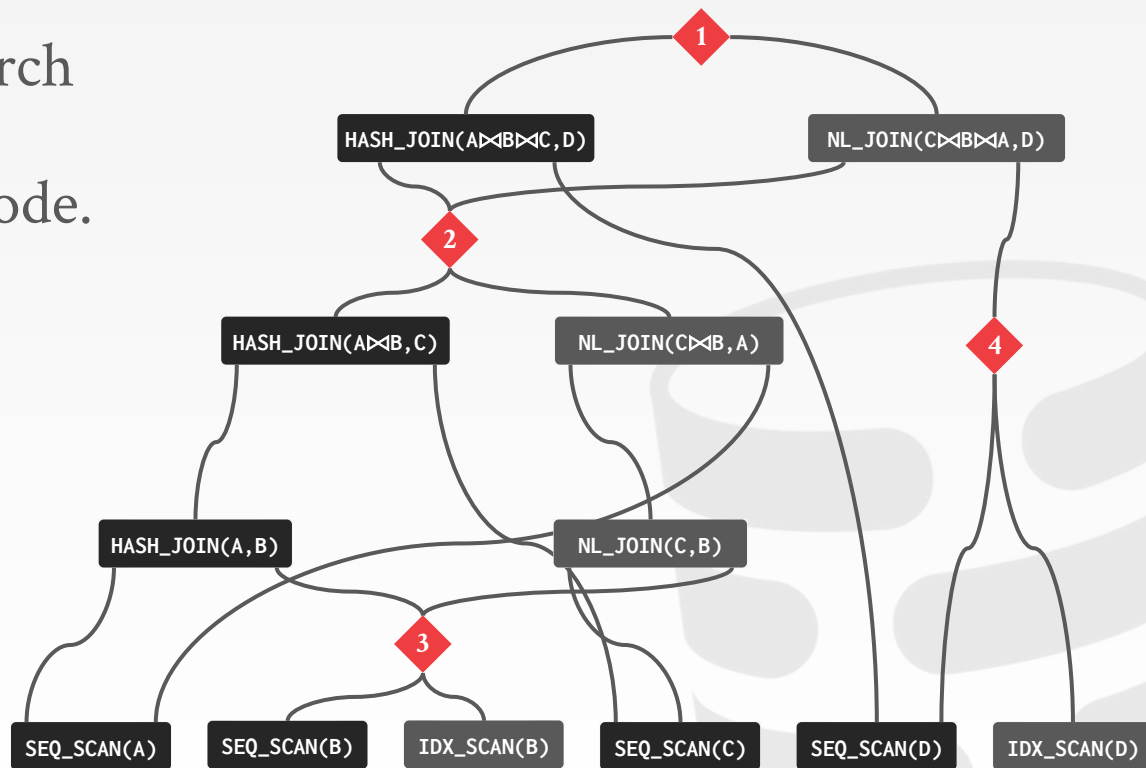 rch
ode.
1
HASH_JOIN(A⋈B⋈C,D)
NL_JOIN(C⋈B⋈A,D)
2
HASH_JOIN(A⋈B,C)
NL_JOIN(C⋈B,A)
4
HASH_JOIN(A,B)
NL_JOIN(C,B)
3
SEQ_SCAN(A)
SEQ_SCAN(B)
IDX_SCAN(B)
SEQ_SCAN(C)
SEQ_SCAN(D)
IDX_SCAN(D)